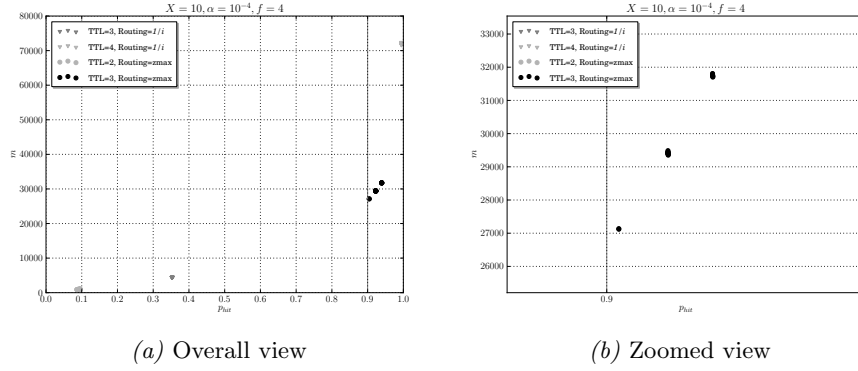 X = 10, α = 10⁻⁴, f = 4
80000
70000
60000
50000
40000
30000
20000
10000
0
m
TTL=3, Routing=1/i
TTL=4, Routing=1/i
TTL=2, Routing=zmax
TTL=3, Routing=zmax
0.0 0.1 0.2 0.3 0.4 0.5 0.6 0.7 0.8 0.9 1.0
p_hit
(a) Overall view
X = 10, α = 10⁻⁴, f = 4
33000
32000
31000
30000
29000
28000
27000
26000
m
TTL=3, Routing=1/i
TTL=4, Routing=1/i
TTL=2, Routing=zmax
TTL=3, Routing=zmax
0.9
p_hit
(b) Zoomed view